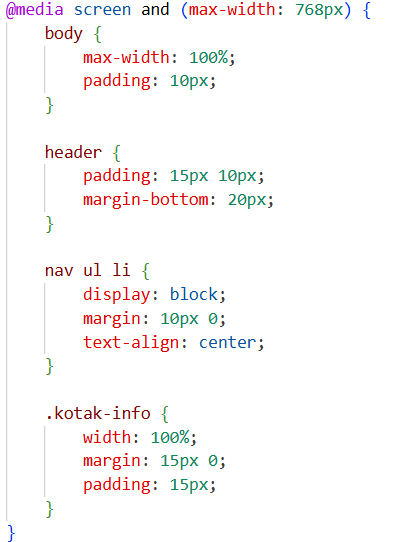 @media screen and (max-width: 768px) {
    body {
        max-width: 100%;
        padding: 10px;
    }

    header {
        padding: 15px 10px;
        margin-bottom: 20px;
    }

    nav ul li {
        display: block;
        margin: 10px 0;
        text-align: center;
    }

    .kotak-info {
        width: 100%;
        margin: 15px 0;
        padding: 15px;
    }
}